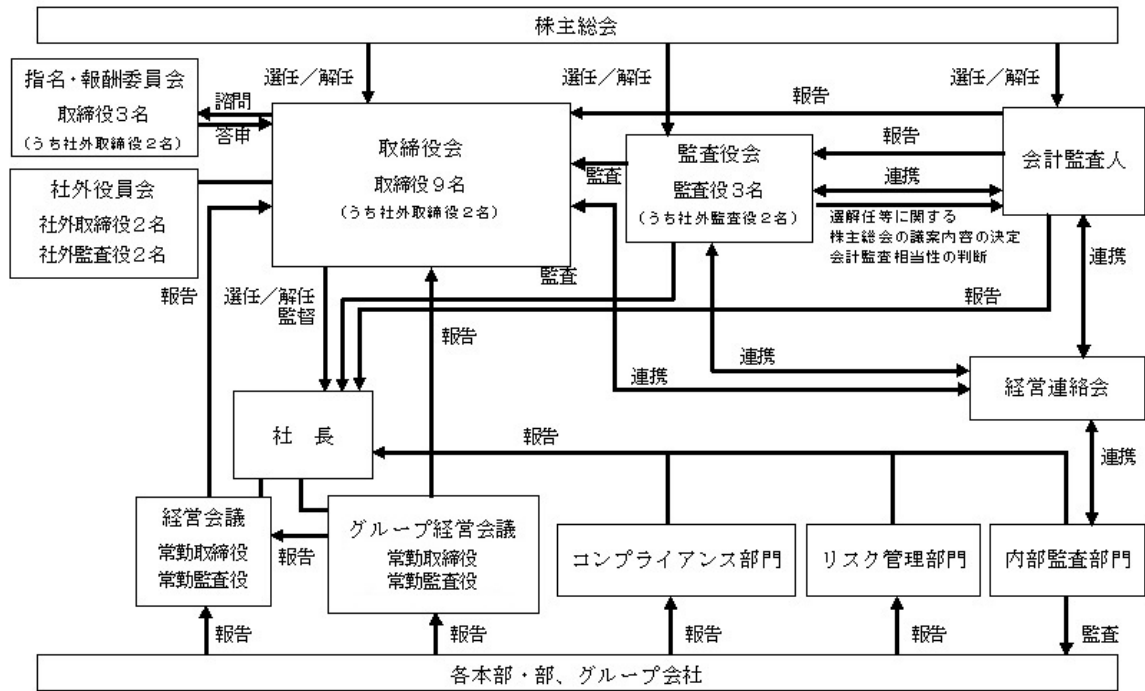 株主総会
指名・報酬委員会
取締役3名
(うち社外取締役2名)
選任/解任
選任/解任
選任/解任
諮問
答申
報告
報告
取締役会
取締役9名
(うち社外取締役2名)
監査
監査役会
監査役3名
(うち社外監査役2名)
連携
会計監査人
社外役員会
社外取締役2名
社外監査役2名
選解任等に関する
株主総会の議案内容の決定
会計監査相当性の判断
報告
選任/解任
監督
監査
報告
報告
連携
連携
連携
経営連絡会
社 長
報告
連携
経営会議
常勤取締役
常勤監査役
報告
グループ経営会議
常勤取締役
常勤監査役
コンプライアンス部門
リスク管理部門
内部監査部門
報告
報告
報告
報告
監査
各本部・部、グループ会社